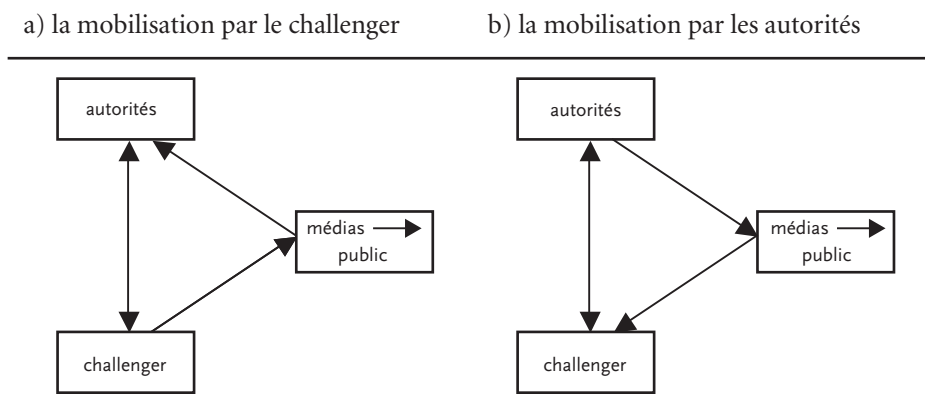 a) la mobilisation par le challenger
b) la mobilisation par les autorités
autorités
médias
public
challenger
autorités
médias
public
challenger